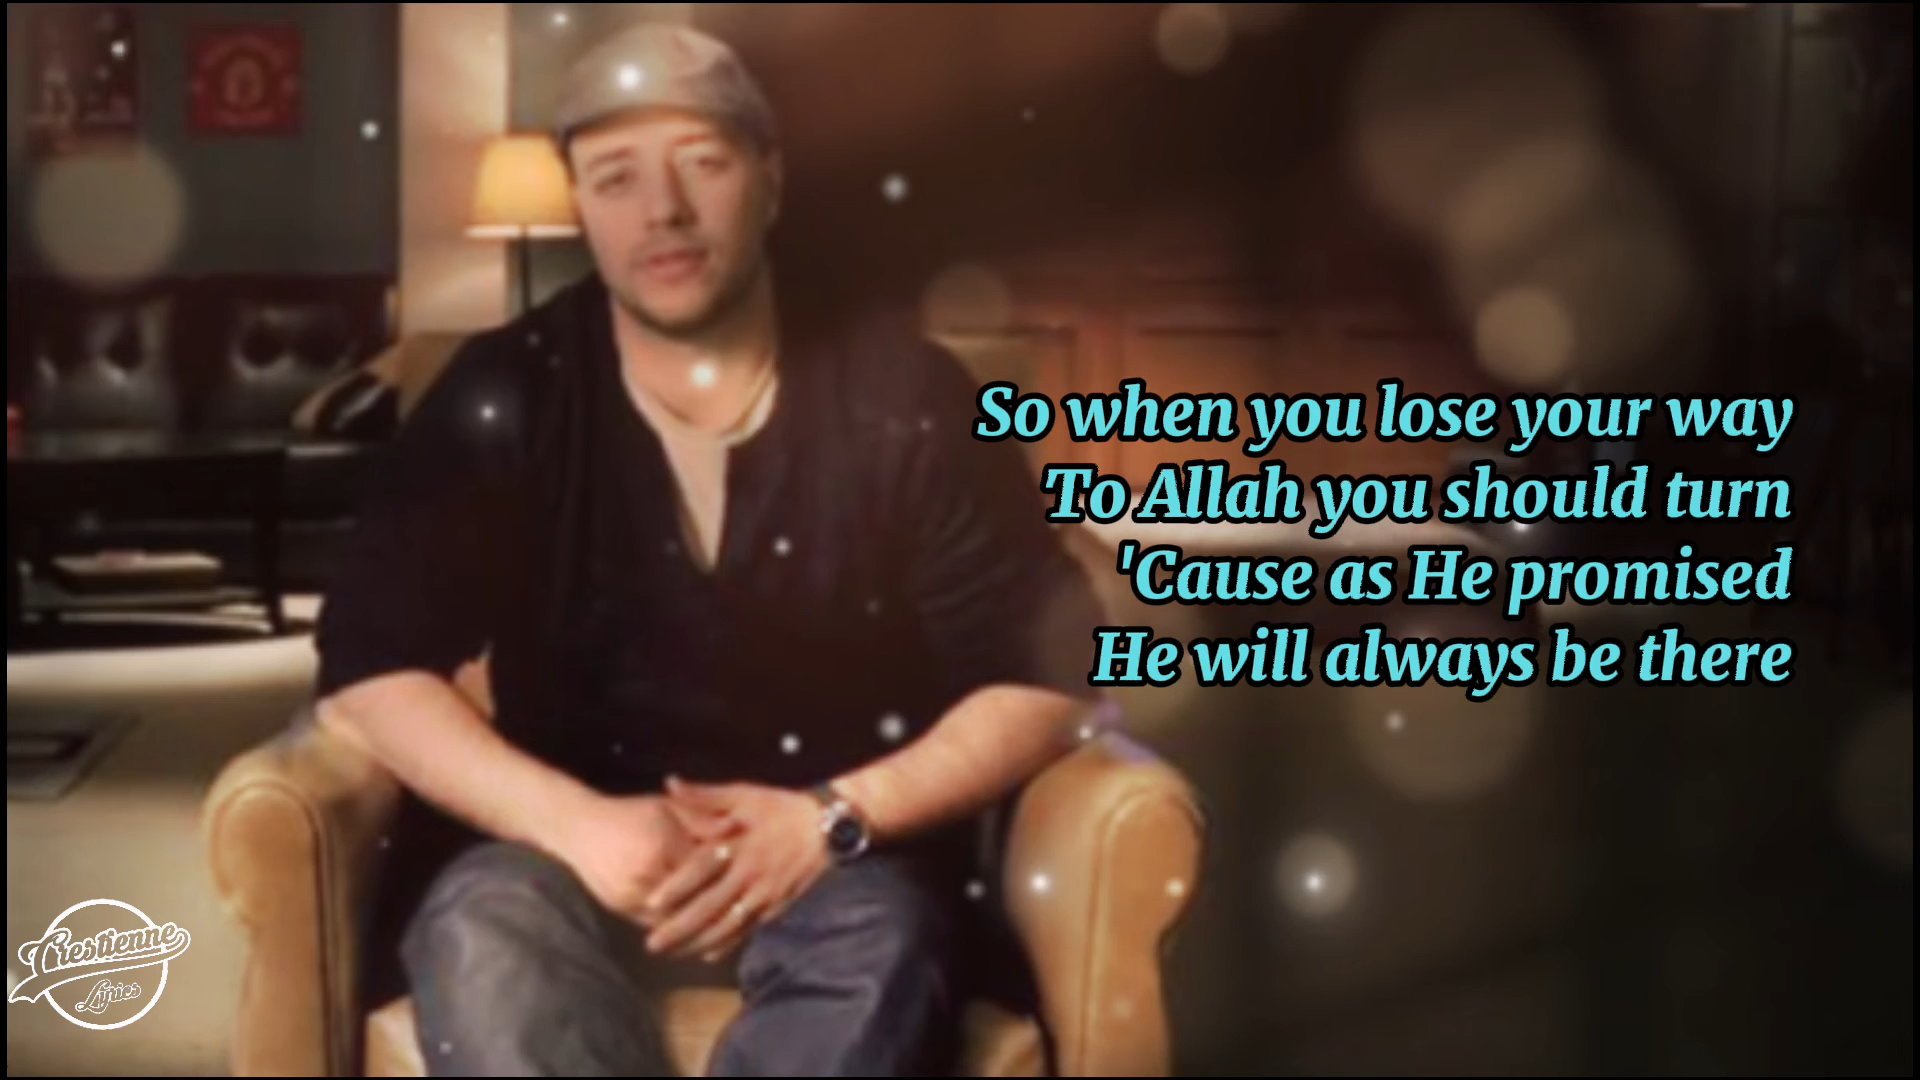 So when you lose your way
To Allah you should turn
'Cause as He promised
He will always be there
Crestienne
Lyrics